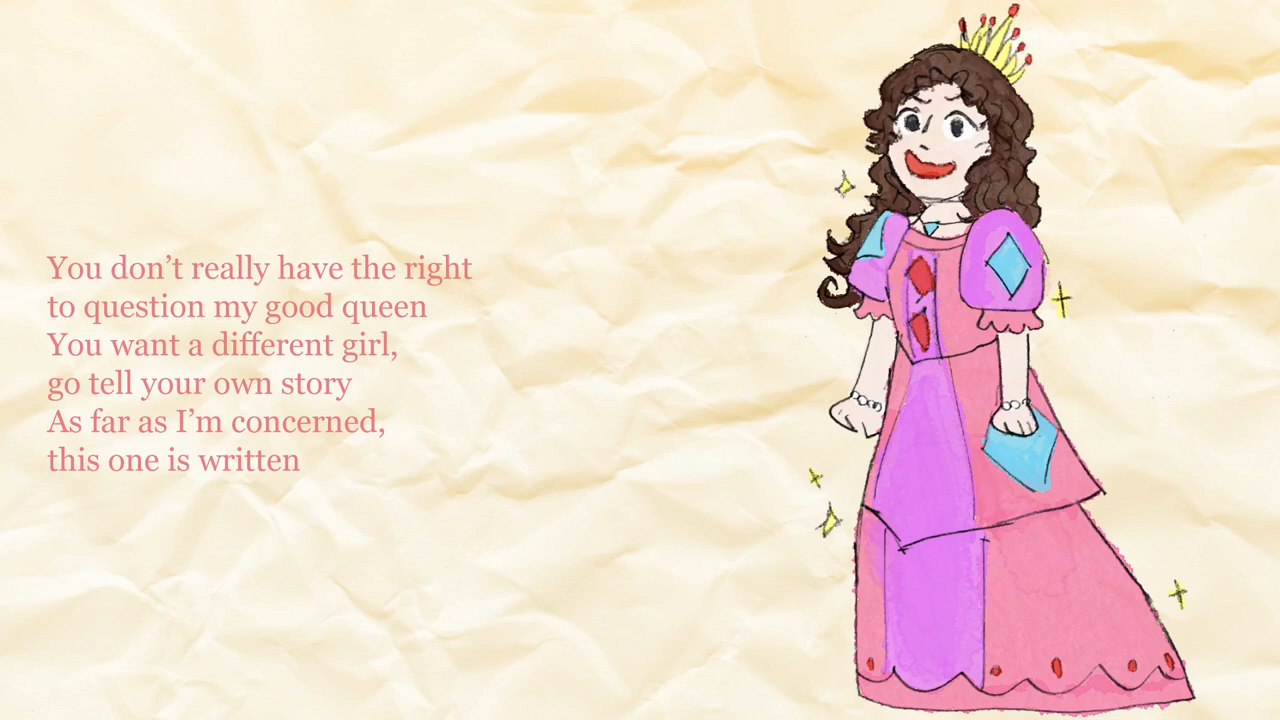 You don’t really have the right
to question my good queen
You want a different girl,
go tell your own story
As far as I’m concerned,
this one is written